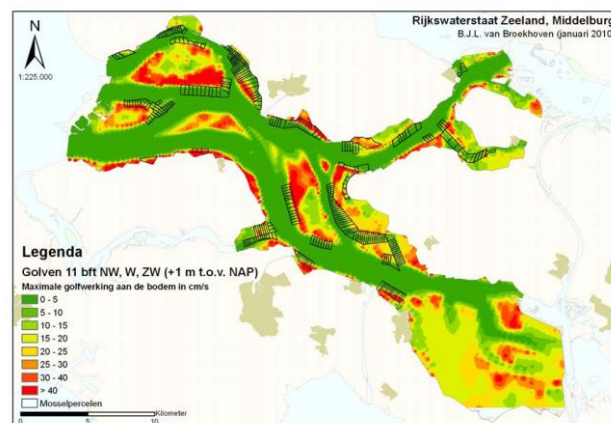 Rijkswaterstaat Zeeland, Middelburg
B.J.L. van Broekhoven (januari 2010)
N
1:225.000
Legenda
Golven 11 bft NW, W, ZW (+1 m t.o.v. NAP)
Maximale golfwerking aan de bodem in cm/s
0 - 5
5 - 10
10 - 15
15 - 20
20 - 25
25 - 30
30 - 40
> 40
Mosselpercelen
Kilometer
0 5 10